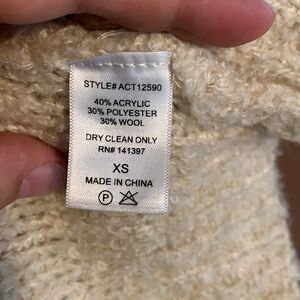 STYLE# ACT12590
40% ACRYLIC
30% POLYESTER
30% WOOL
DRY CLEAN ONLY
RN# 141397
XS
MADE IN CHINA
P